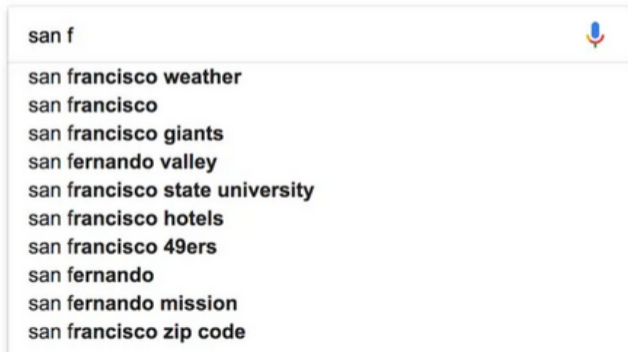 san f
san francisco weather
san francisco
san francisco giants
san fernando valley
san francisco state university
san francisco hotels
san francisco 49ers
san fernando
san fernando mission
san francisco zip code